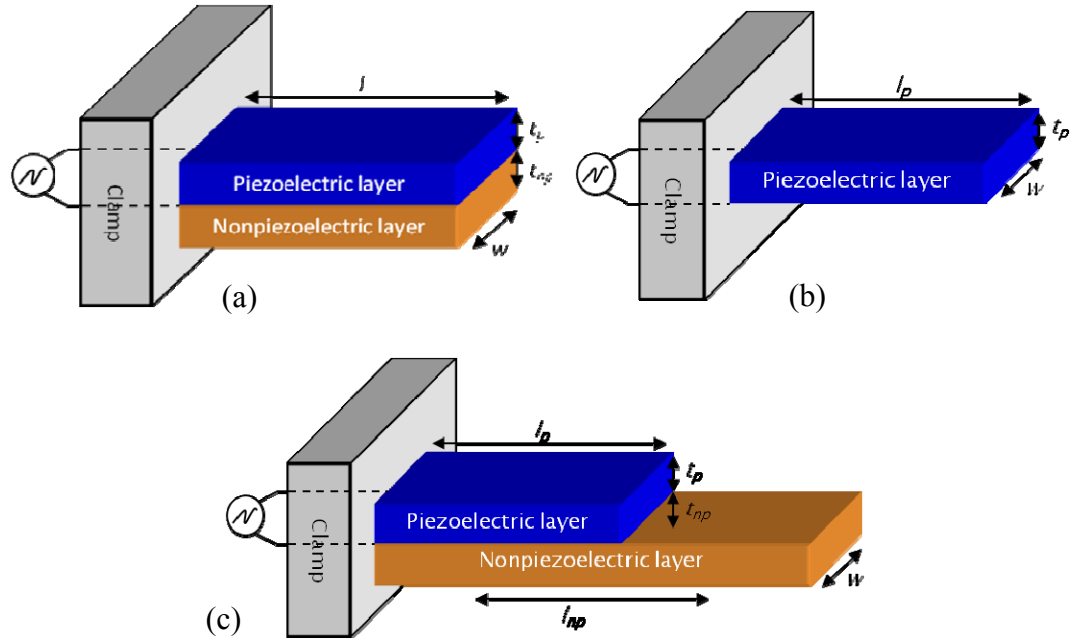 l
t_p
Piezoelectric layer
t_np
Nonpiezoelectric layer
w
Clamp
N
(a)
l_p
t_p
Piezoelectric layer
w
Clamp
N
(b)
l_p
t_p
Piezoelectric layer
t_np
Nonpiezoelectric layer
w
Clamp
N
l_np
(c)